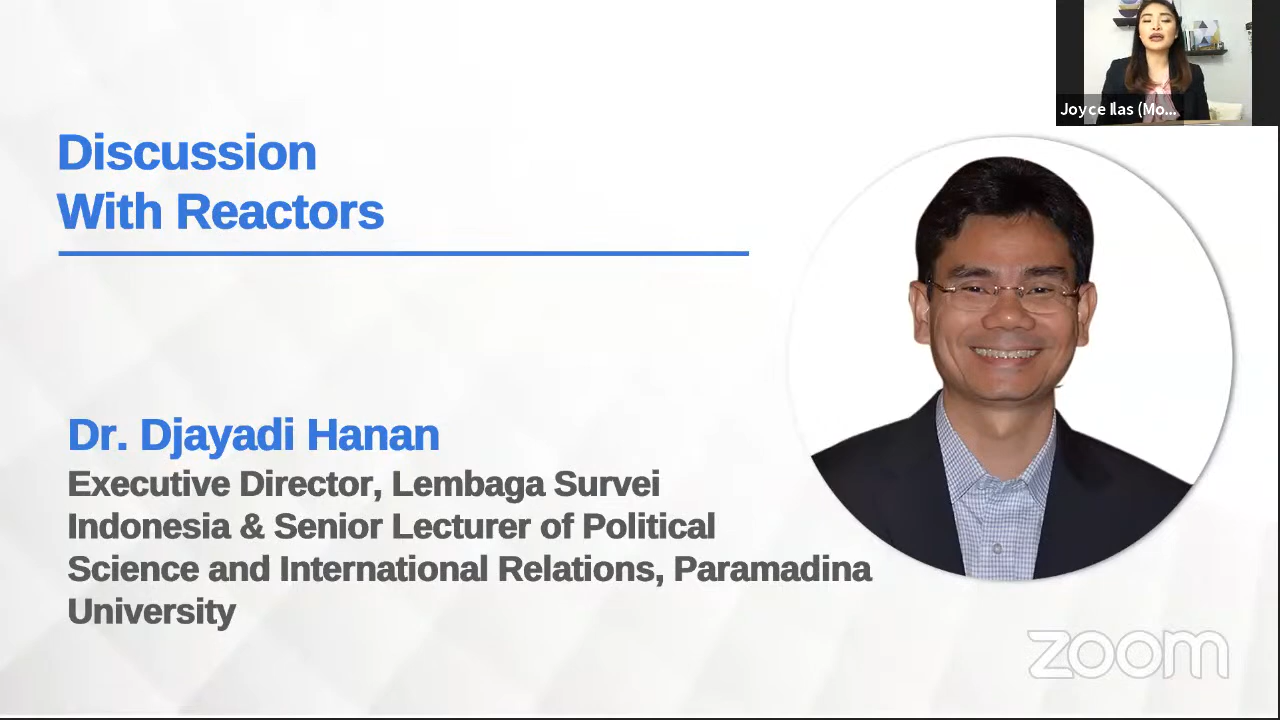 Joyce Ilas (Mo...
Discussion
With Reactors
Dr. Djayadi Hanan
Executive Director, Lembaga Survei
Indonesia & Senior Lecturer of Political
Science and International Relations, Paramadina
University
zoom